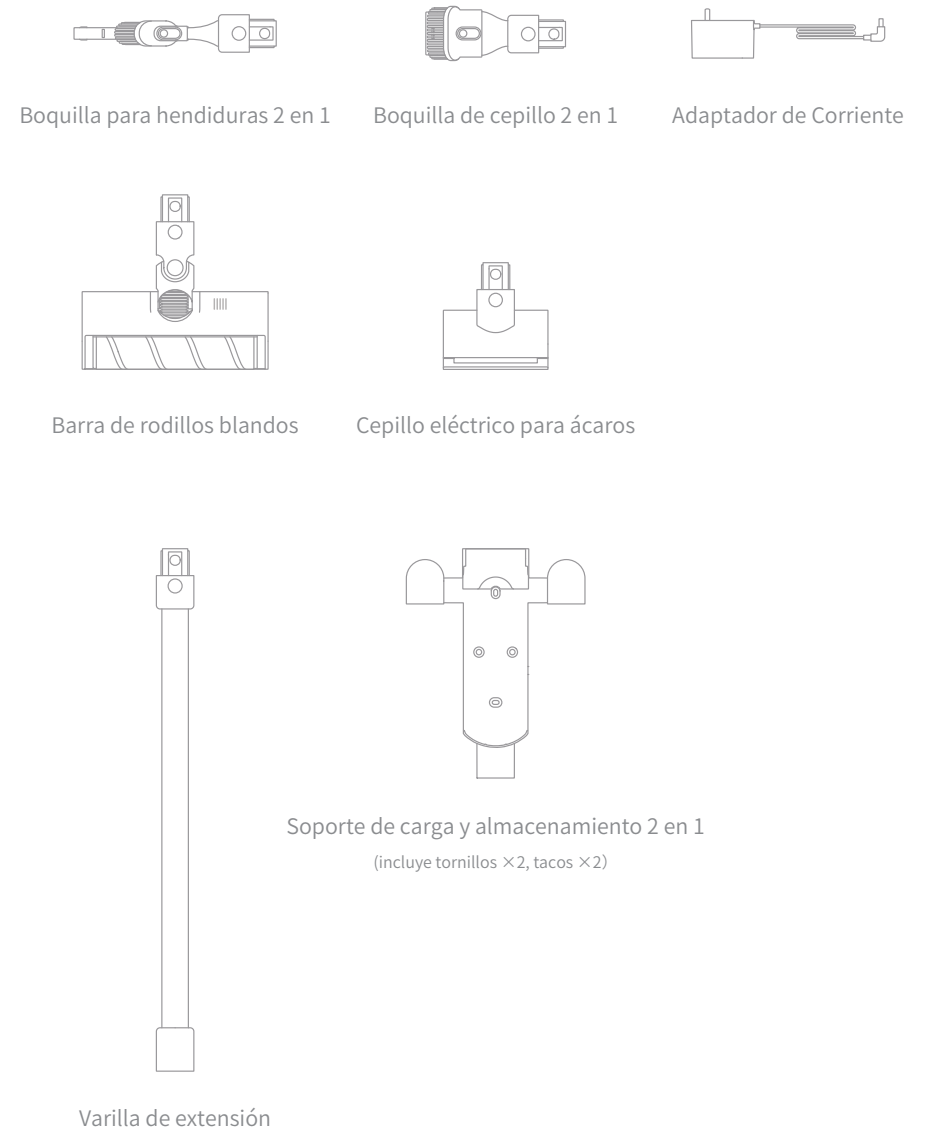 Boquilla para hendiduras 2 en 1
Boquilla de cepillo 2 en 1
Adaptador de Corriente
Barra de rodillos blandos
Cepillo eléctrico para ácaros
Soporte de carga y almacenamiento 2 en 1
(incluye tornillos ×2, tacos ×2)
Varilla de extensión